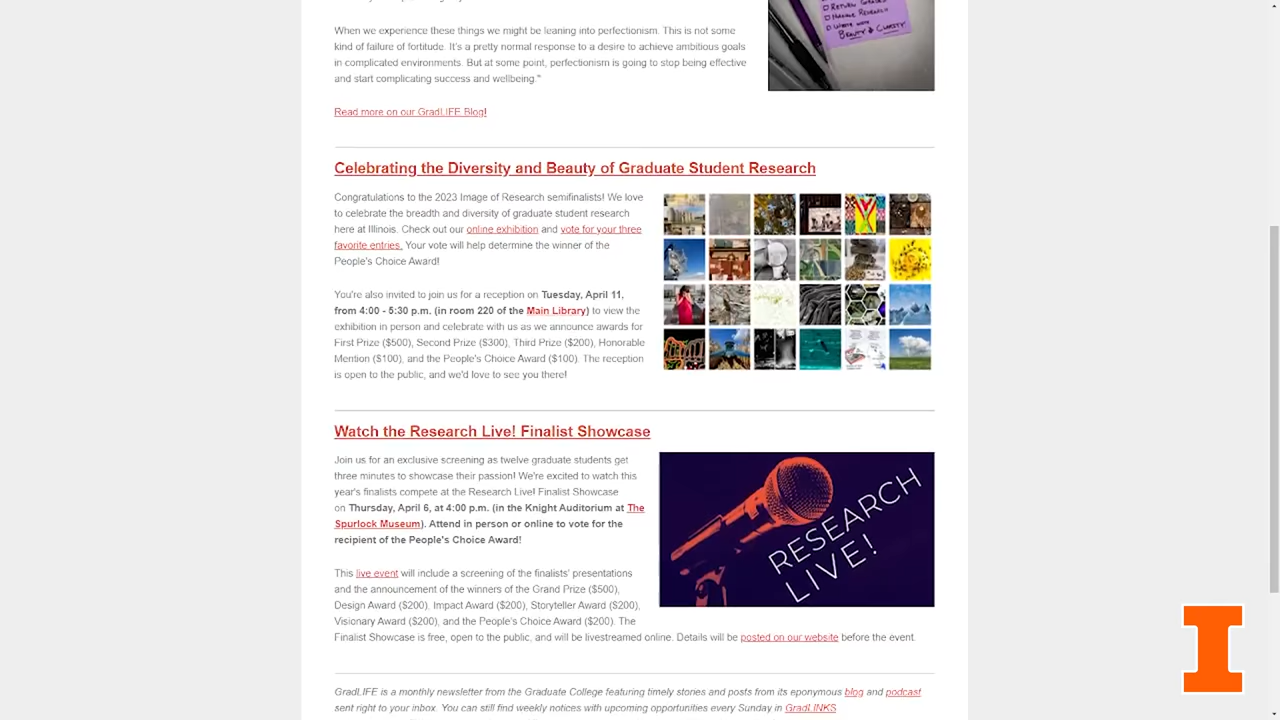 RETURN GRADES
BEAUTY & CLARITY
When we experience these things we might be leaning into perfectionism. This is not some
kind of failure of fortitude. It's a pretty normal response to a desire to achieve ambitious goals
in complicated environments. But at some point, perfectionism is going to stop being effective
and start complicating success and wellbeing."
Read more on our GradLIFE Blog!
Celebrating the Diversity and Beauty of Graduate Student Research
Congratulations to the 2023 Image of Research semifinalists! We love
to celebrate the breadth and diversity of graduate student research
here at Illinois. Check out our online exhibition and vote for your three
favorite entries. Your vote will help determine the winner of the
People's Choice Award!
You're also invited to join us for a reception on Tuesday, April 11,
from 4:00 - 5:30 p.m. (in room 220 of the Main Library) to view the
exhibition in person and celebrate with us as we announce awards for
First Prize ($500), Second Prize ($300), Third Prize ($200), Honorable
Mention ($100), and the People's Choice Award ($100). The reception
is open to the public, and we'd love to see you there!
Watch the Research Live! Finalist Showcase
Join us for an exclusive screening as twelve graduate students get
three minutes to showcase their passion! We're excited to watch this
year's finalists compete at the Research Live! Finalist Showcase
on Thursday, April 6, at 4:00 p.m. (in the Knight Auditorium at The
Spurlock Museum). Attend in person or online to vote for the
recipient of the People's Choice Award!
RESEARCH
LIVE!
This live event will include a screening of the finalists' presentations
and the announcement of the winners of the Grand Prize ($500),
Design Award ($200), Impact Award ($200), Storyteller Award ($200),
Visionary Award ($200), and the People's Choice Award ($200). The
Finalist Showcase is free, open to the public, and will be livestreamed online. Details will be posted on our website before the event.
GradLIFE is a monthly newsletter from the Graduate College featuring timely stories and posts from its eponymous blog and podcast
sent right to your inbox. You can still find weekly notices with upcoming opportunities every Sunday in GradLINKS
I